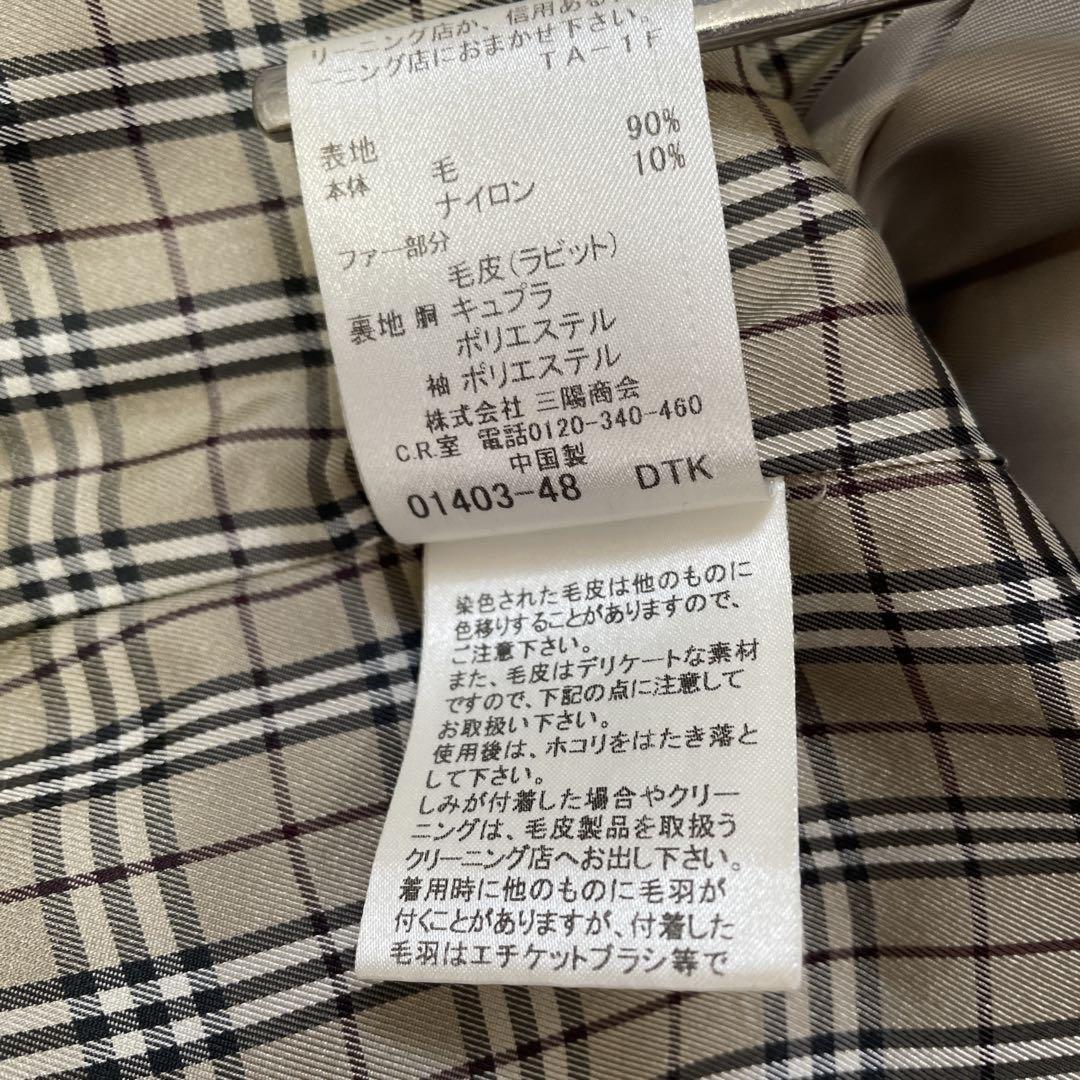 リーニング店か、信用ある
ーニング店におまかせ下さい。
TA-1F
表地
本体 毛 90%
ナイロン 10%
ファー部分
毛皮(ラビット)
裏地 胴 キュプラ
ポリエステル
袖 ポリエステル
株式会社 三陽商会
C.R.室 電話0120-340-460
中国製
01403-48 DTK
染色された毛皮は他のものに
色移りすることがありますので、
ご注意下さい。
また、毛皮はデリケートな素材
ですので、下記の点に注意して
お取扱い下さい。
使用後は、ホコリをはたき落と
して下さい。
しみが付着した場合やクリー
ニングは、毛皮製品を取扱う
クリーニング店へお出し下さい。
着用時に他のものに毛羽が
付くことがありますが、付着した
毛羽はエチケットブラシ等で